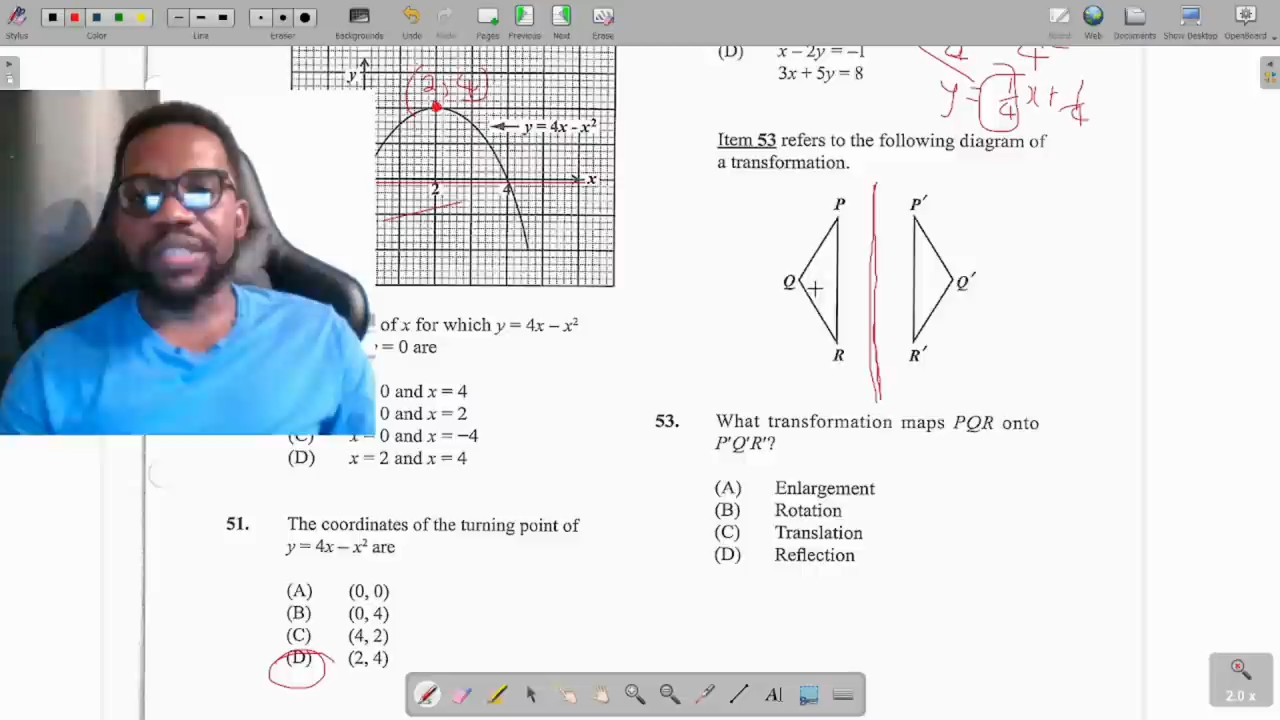 Stylus
Color
Line
Eraser
Backgrounds
Undo
Redo
Pages
Previous
Next
Erase
Board
Web
Documents
Show Desktop
OpenBoard
y
(2, 4)
y = 4x - x²
x
2
4
of x for which y = 4x – x²
= 0 are
0 and x = 4
0 and x = 2
(C) x = 0 and x = −4
(D) x = 2 and x = 4
51. The coordinates of the turning point of
y = 4x – x² are
(A) (0, 0)
(B) (0, 4)
(C) (4, 2)
(D) (2, 4)
(D) x – 2y = –1
3x + 5y = 8
Item 53 refers to the following diagram of
a transformation.
P P′
Q Q′
R R′
53. What transformation maps PQR onto
P'Q'R'?
(A) Enlargement
(B) Rotation
(C) Translation
(D) Reflection
2.0 x